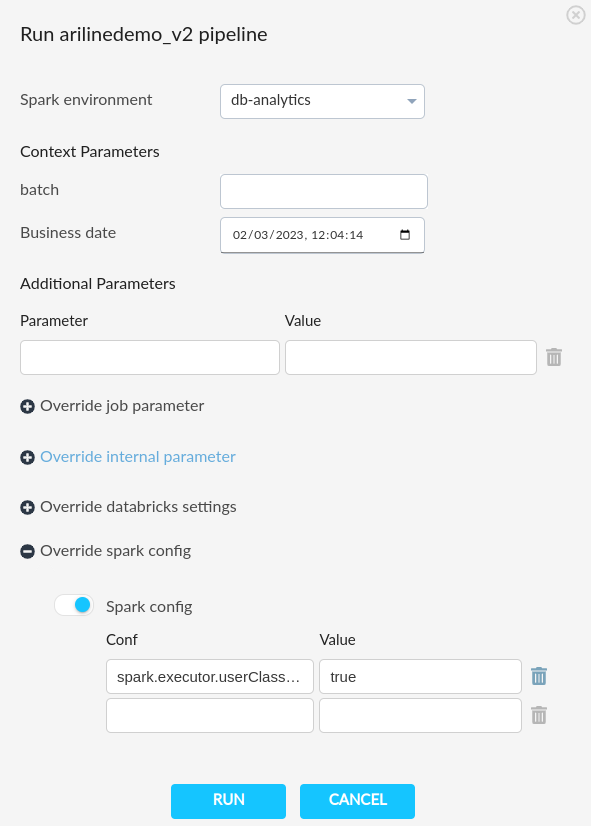 Run arilinedemo_v2 pipeline
Spark environment db-analytics
Context Parameters
batch
Business date 02/03/2023, 12:04:14
Additional Parameters
Parameter Value
Override job parameter
Override internal parameter
Override databricks settings
Override spark config
Spark config
Conf Value
spark.executor.userClass... true
RUN CANCEL